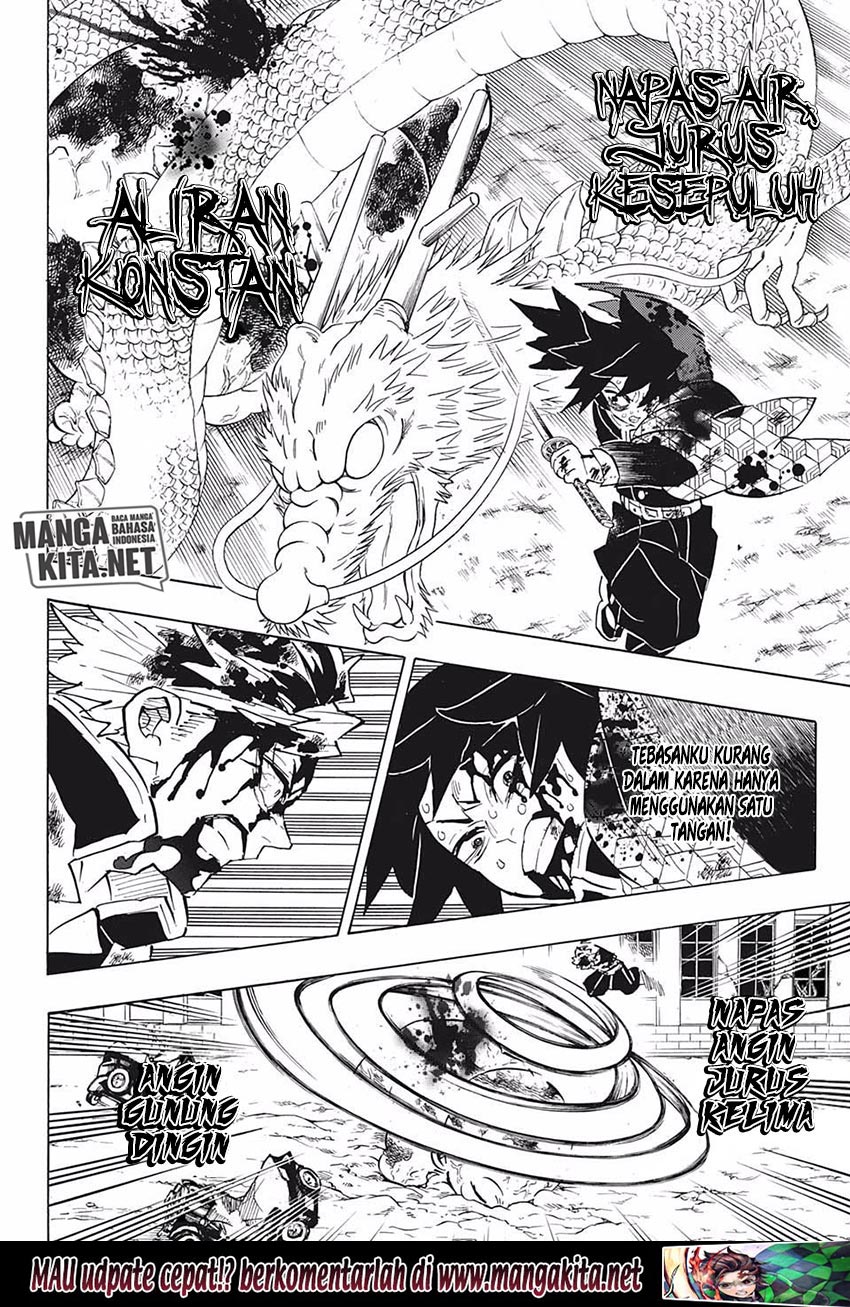 NAPAS AIR,
JURUS
KESEPULUH
ALIRAN
KONSTAN
MANGA
KITA.NET
BACA MANGA
BAHASA
INDONESIA
TEBASANKU KURANG
DALAM KARENA HANYA
MENGGUNAKAN SATU
TANGAN!
NAPAS
ANGIN
JURUS
KELIMA
ANGIN
GUNUNG
DINGIN
MAU udpate cepat!? berkomentarlah di www.mangakita.net